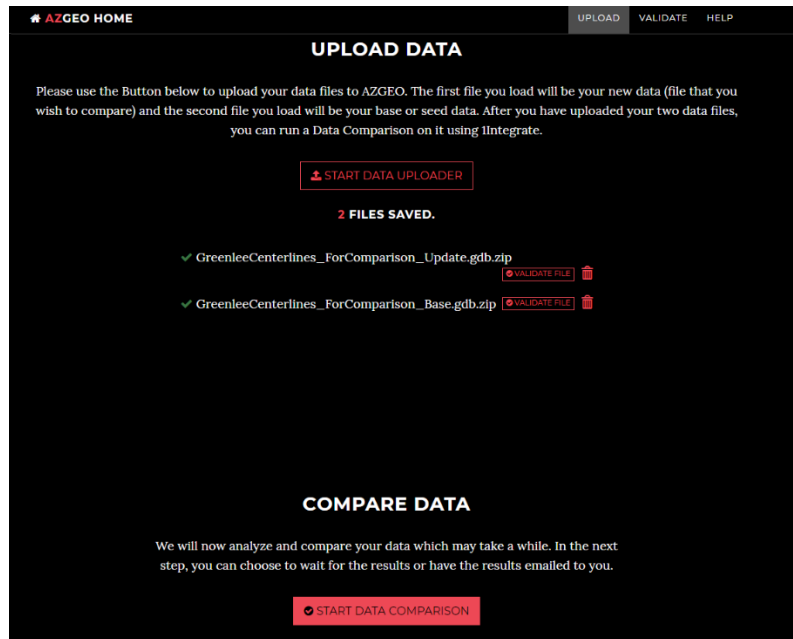 AZGEO HOME
UPLOAD VALIDATE HELP
UPLOAD DATA
Please use the Button below to upload your data files to AZGEO. The first file you load will be your new data (file that you
wish to compare) and the second file you load will be your base or seed data. After you have uploaded your two data files,
you can run a Data Comparison on it using 1Integrate.
START DATA UPLOADER
2 FILES SAVED.
GreenleeCenterlines_ForComparison_Update.gdb.zip
VALIDATE FILE
GreenleeCenterlines_ForComparison_Base.gdb.zip VALIDATE FILE
COMPARE DATA
We will now analyze and compare your data which may take a while. In the next
step, you can choose to wait for the results or have the results emailed to you.
START DATA COMPARISON